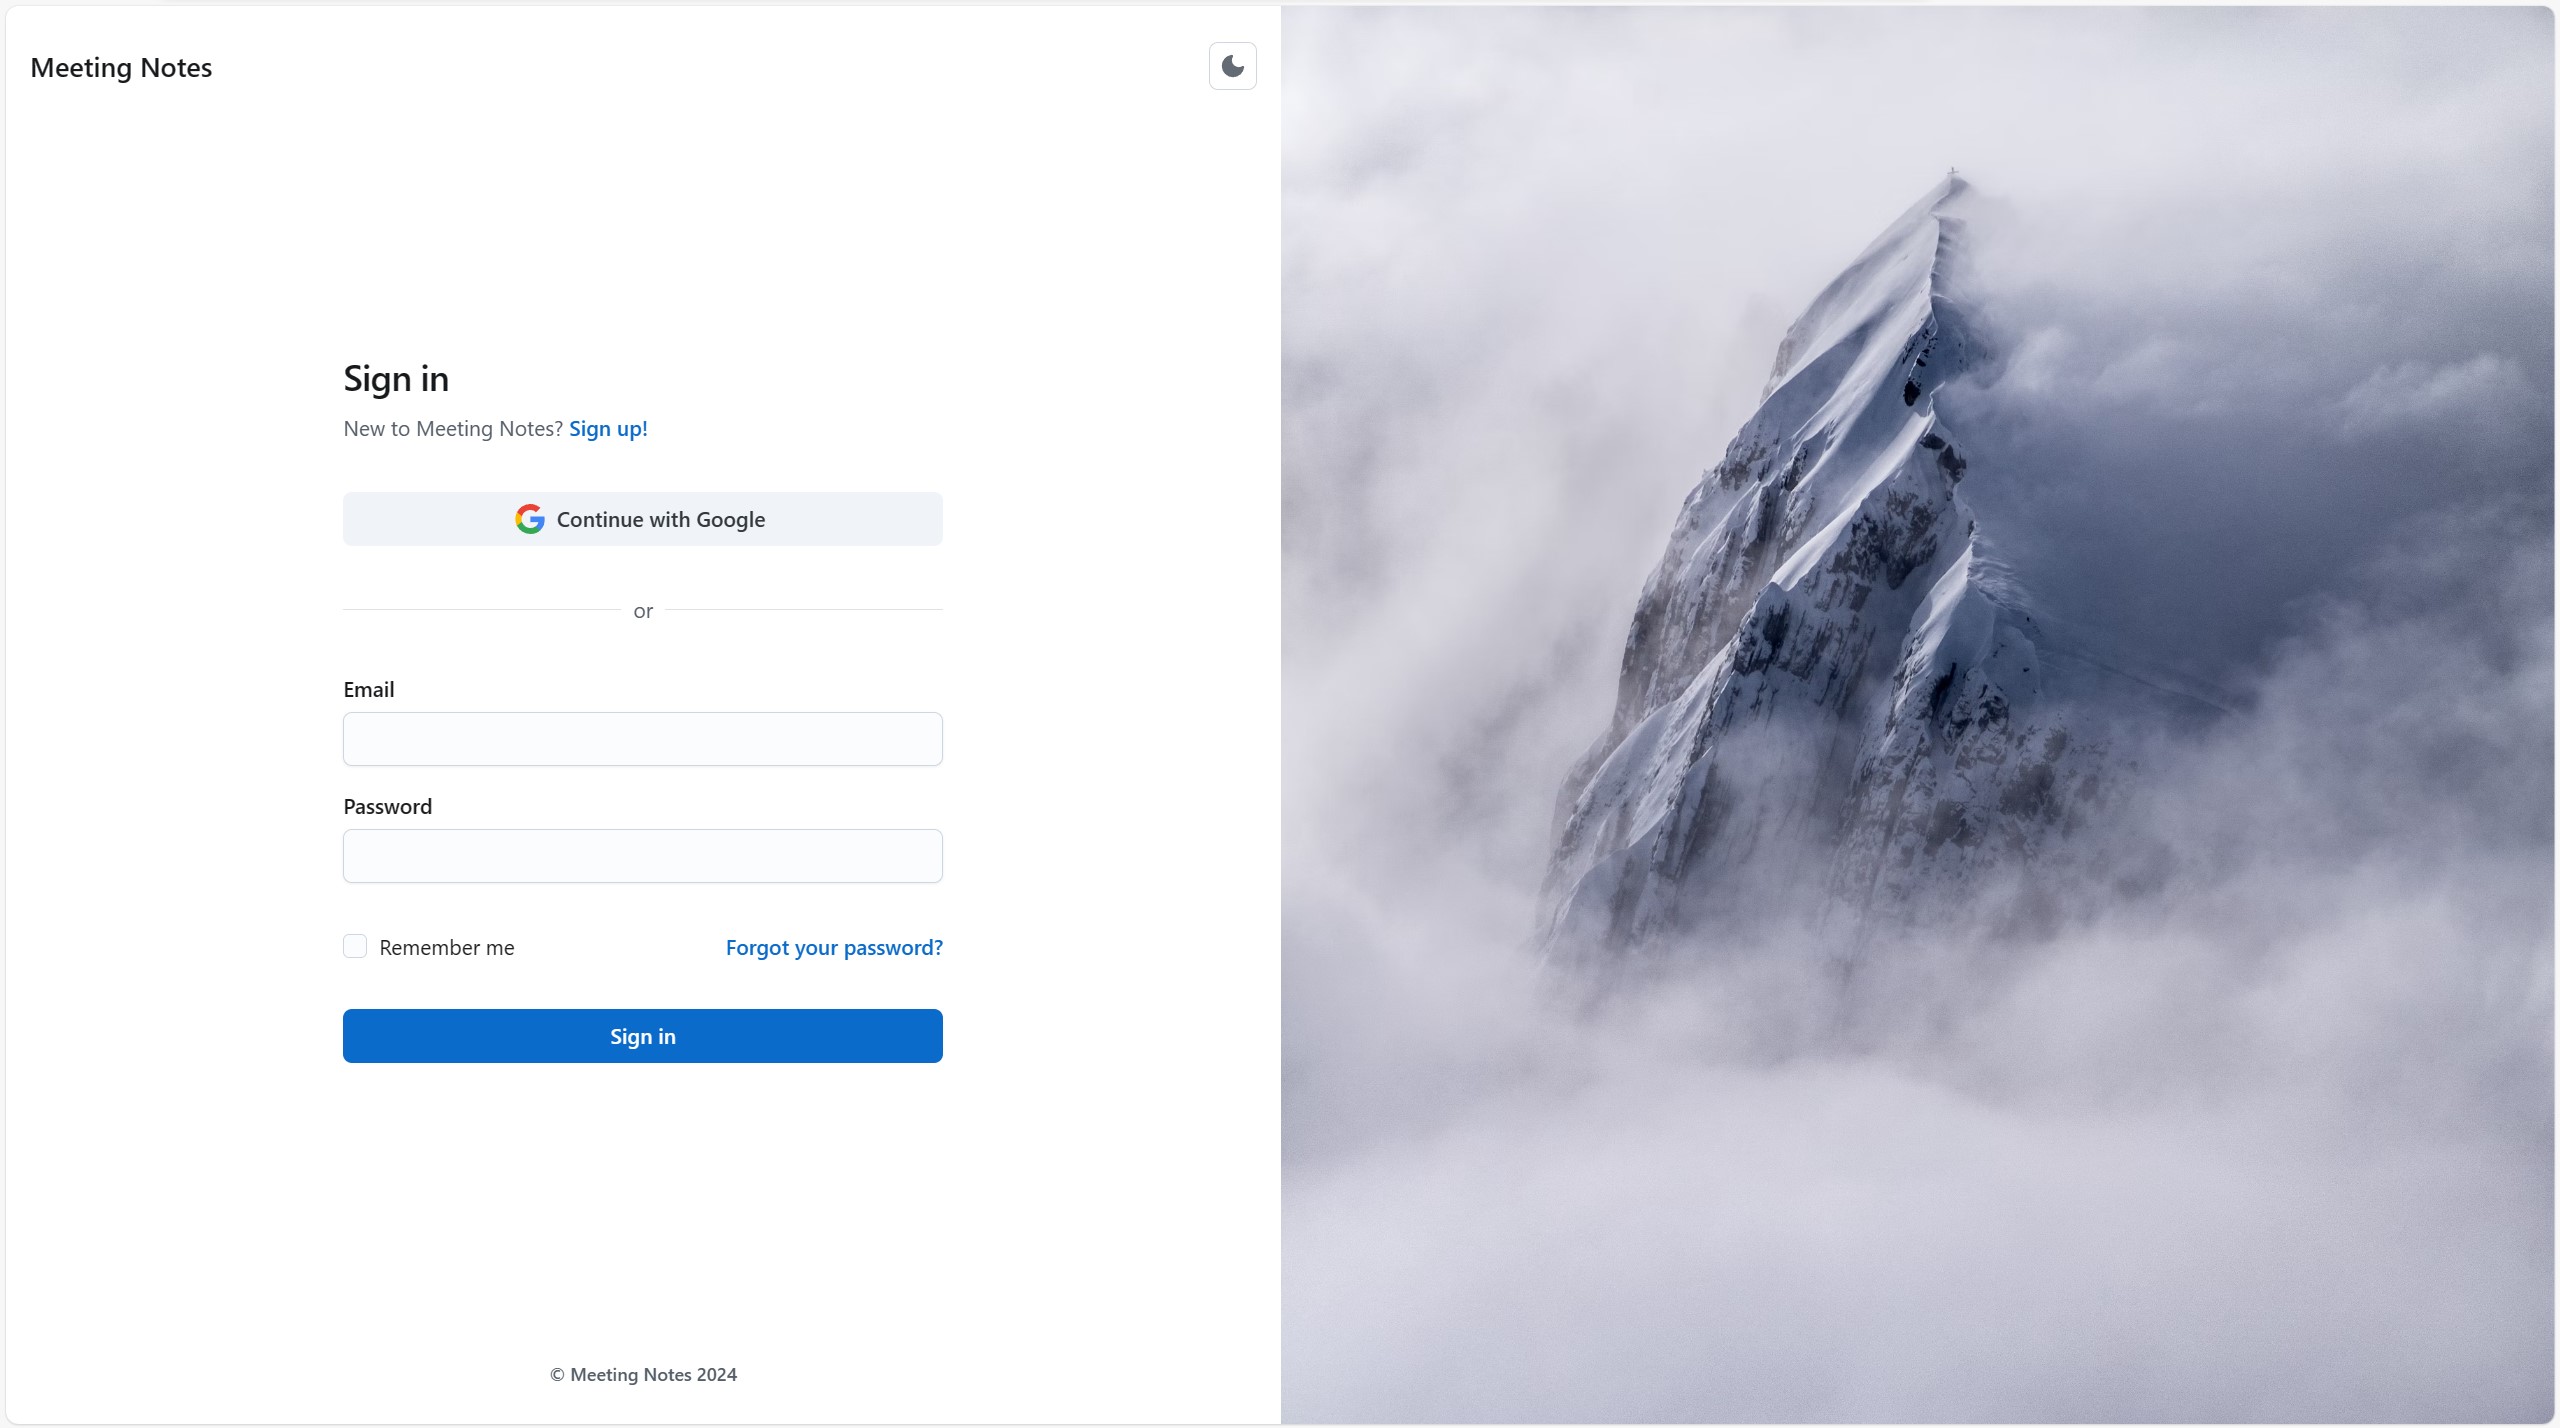 Meeting Notes
Sign in
New to Meeting Notes? Sign up!
Continue with Google
or
Email
Password
Remember me
Forgot your password?
Sign in
© Meeting Notes 2024